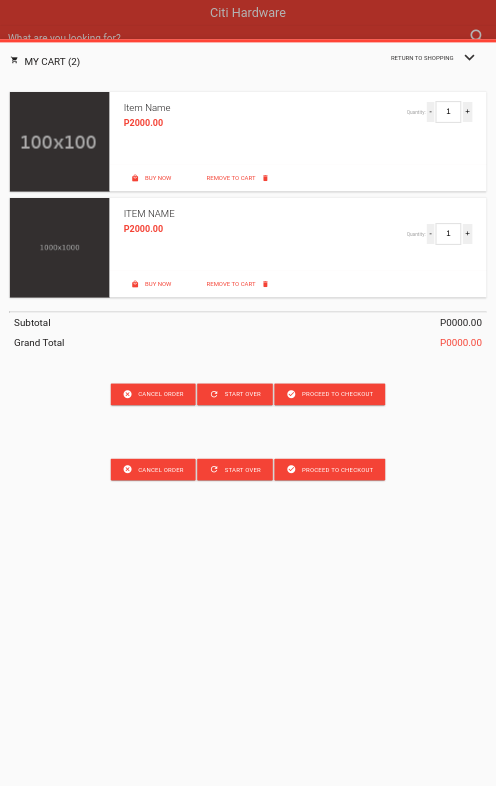 Citi Hardware
What are you looking for?
MY CART (2)
RETURN TO SHOPPING
100x100
Item Name
P2000.00
Quantity - 1 +
BUY NOW
REMOVE TO CART
1000x1000
ITEM NAME
P2000.00
Quantity - 1 +
BUY NOW
REMOVE TO CART
Subtotal P0000.00
Grand Total P0000.00
CANCEL ORDER START OVER PROCEED TO CHECKOUT
CANCEL ORDER START OVER PROCEED TO CHECKOUT